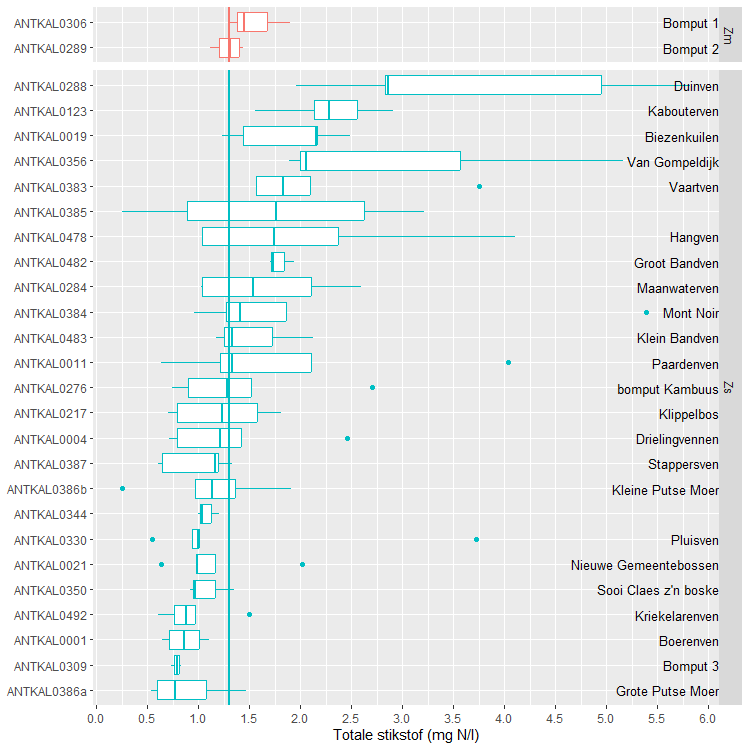 ANTKAL0306 Bomput 1
Zm
ANTKAL0289 Bomput 2
ANTKAL0288 Duinven
ANTKAL0123 Kabouterven
ANTKAL0019 Biezenkuilen
ANTKAL0356 Van Gompeldijk
ANTKAL0383 Vaartven
ANTKAL0385
ANTKAL0478 Hangven
ANTKAL0482 Groot Bandven
ANTKAL0284 Maanwaterven
ANTKAL0384 Mont Noir
ANTKAL0483 Klein Bandven
ANTKAL0011 Paardenven
ANTKAL0276 bomput Kambuus
Zs
ANTKAL0217 Klippelbos
ANTKAL0004 Drielingvennen
ANTKAL0387 Stappersven
ANTKAL0386b Kleine Putse Moer
ANTKAL0344
ANTKAL0330 Pluisven
ANTKAL0021 Nieuwe Gemeentebossen
ANTKAL0350 Sooi Claes z'n boske
ANTKAL0492 Kriekelarenven
ANTKAL0001 Boerenven
ANTKAL0309 Bomput 3
ANTKAL0386a Grote Putse Moer
0.0 0.5 1.0 1.5 2.0 2.5 3.0 3.5 4.0 4.5 5.0 5.5 6.0
Totale stikstof (mg N/l)